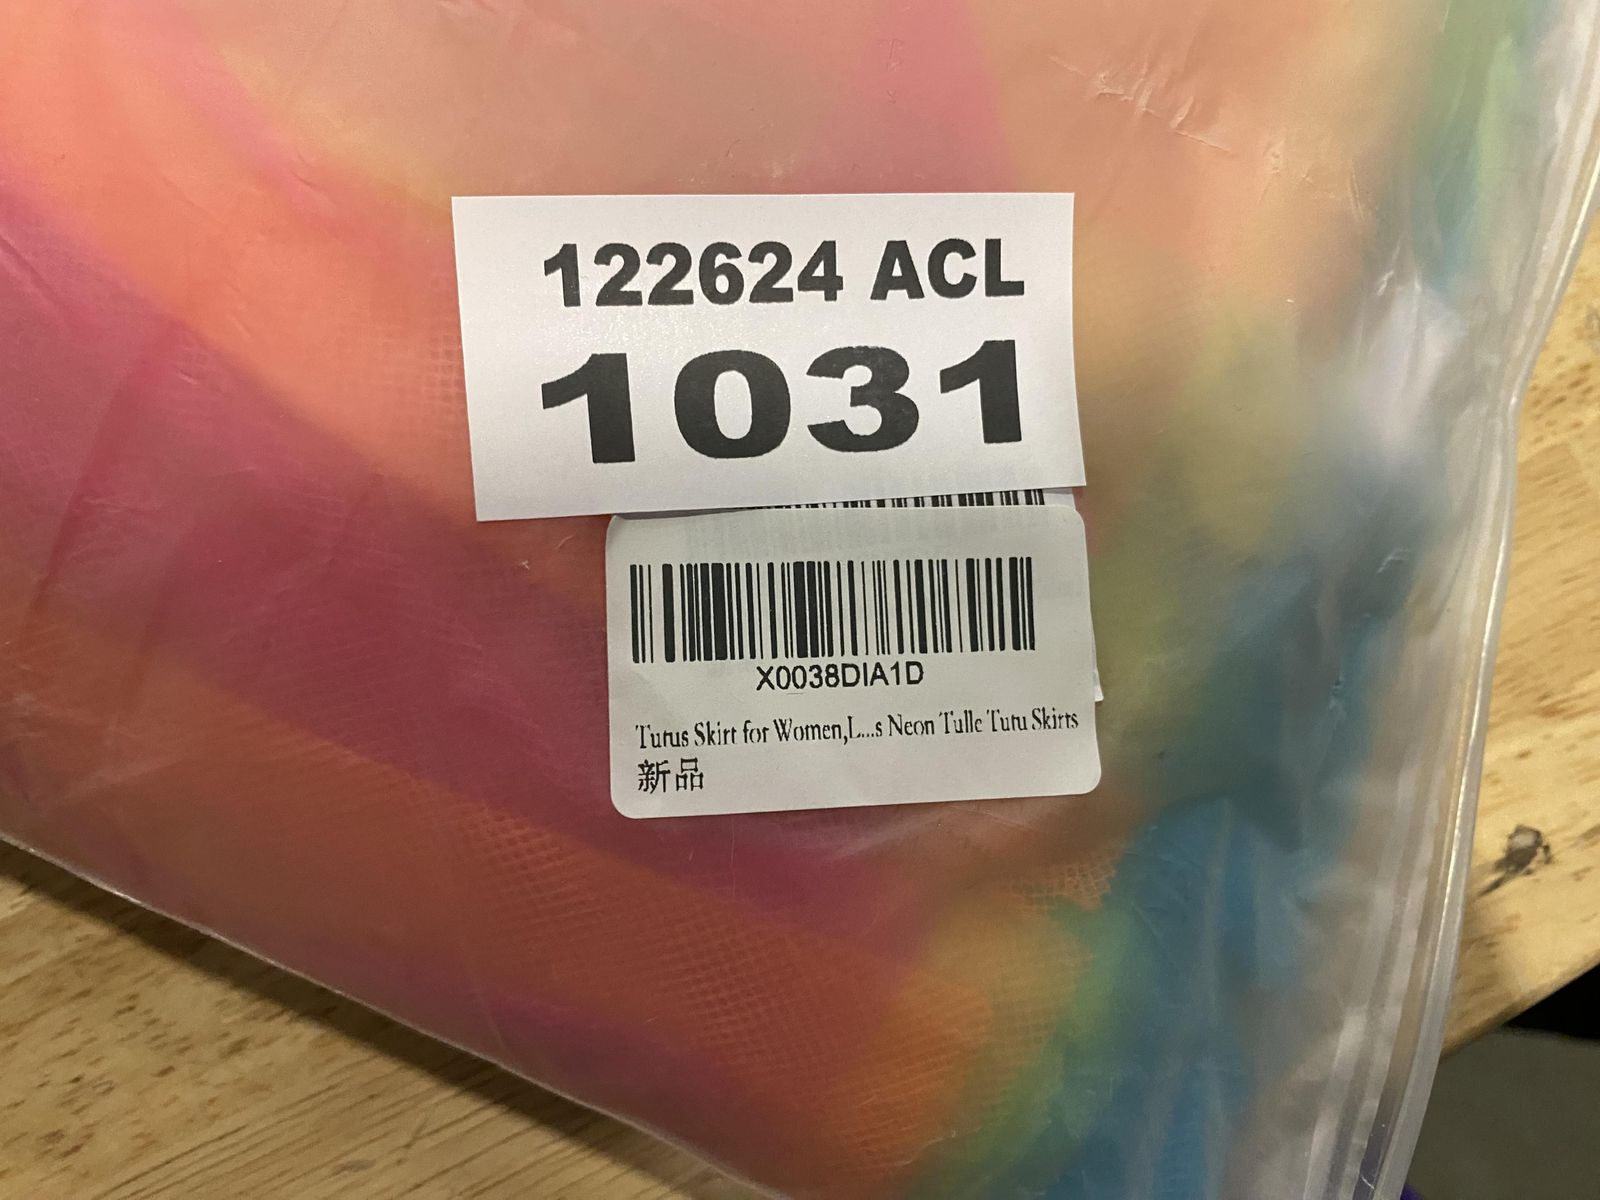 122624 ACL
1031
X0038DIA1D
Tutus Skirt for Women,L...s Neon Tulle Tutu Skirts
新品